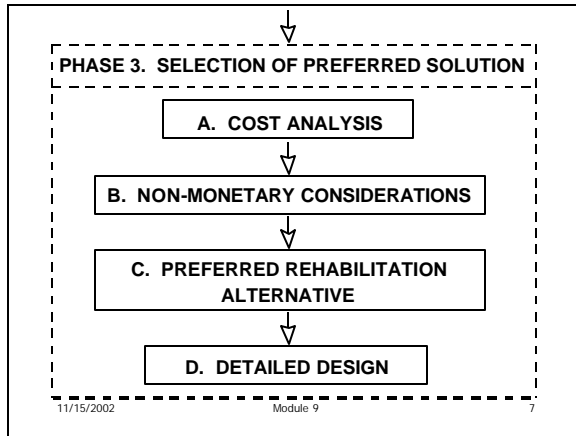 PHASE 3. SELECTION OF PREFERRED SOLUTION
A. COST ANALYSIS
B. NON-MONETARY CONSIDERATIONS
C. PREFERRED REHABILITATION
ALTERNATIVE
D. DETAILED DESIGN
11/15/2002 Module 9 7